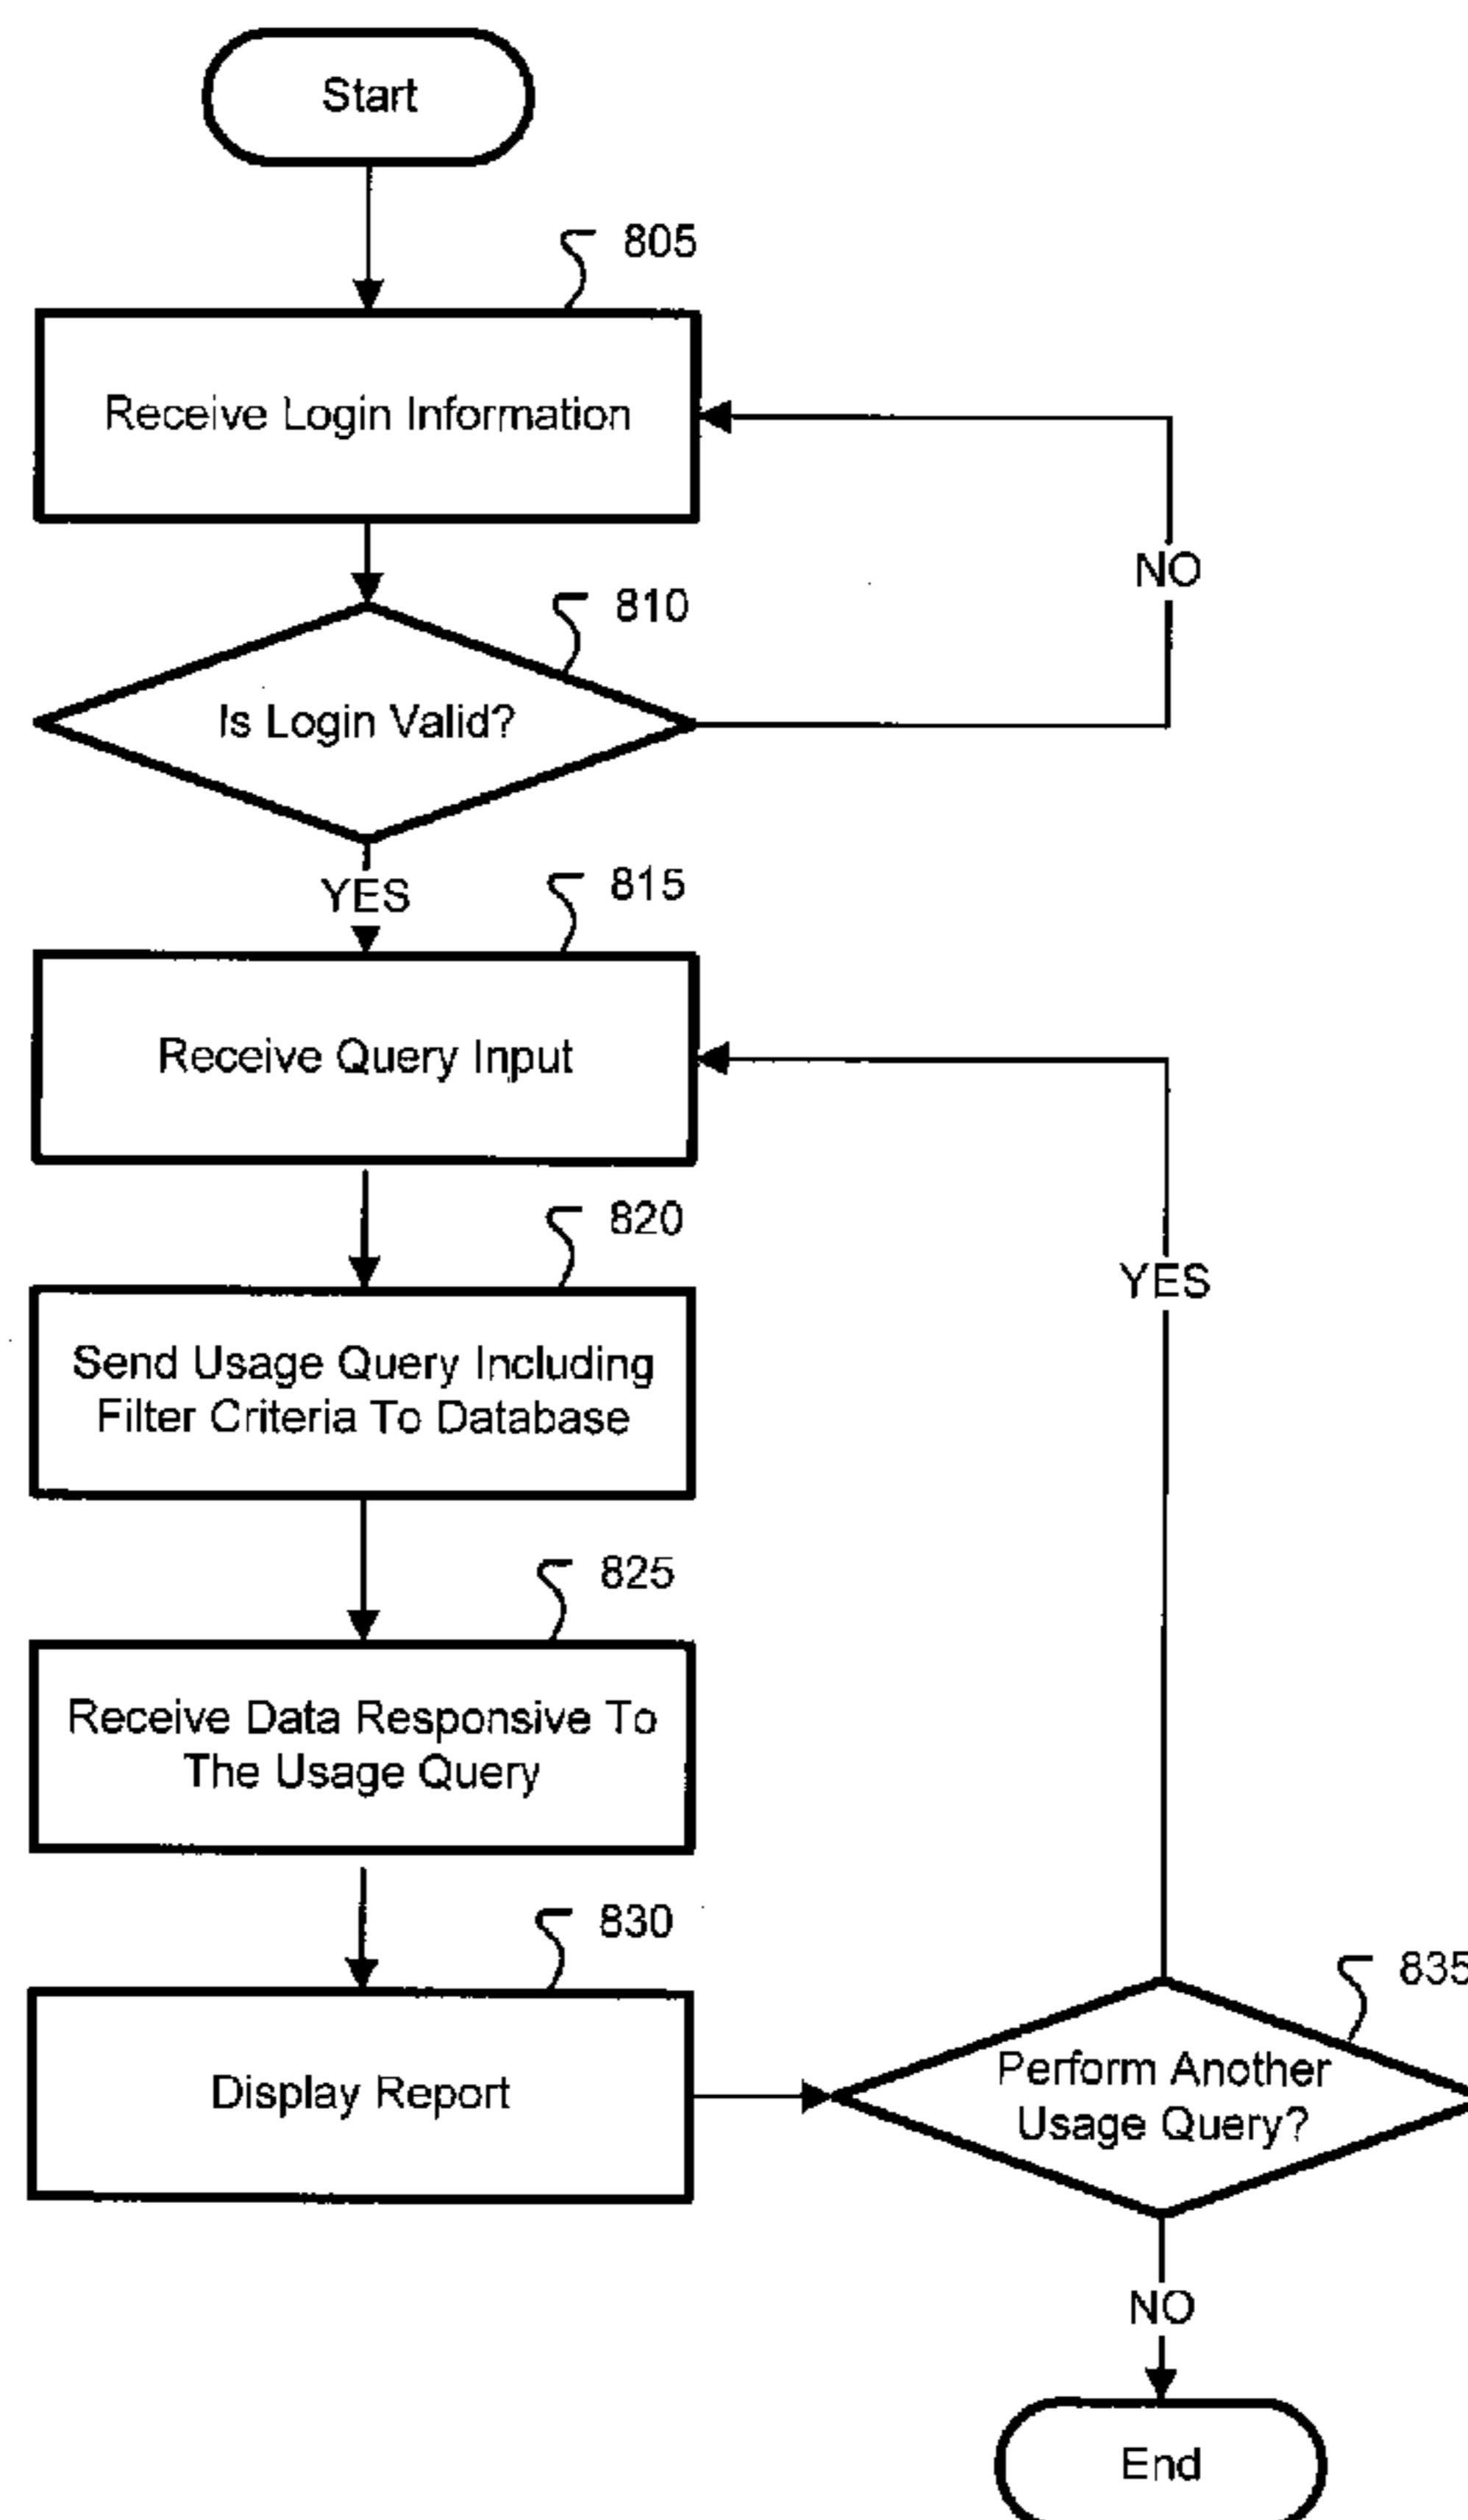 Start
805
Receive Login Information
NO
810
Is Login Valid?
YES
815
Receive Query Input
820
YES
Send Usage Query Including
Filter Criteria To Database
825
Receive Data Responsive To
The Usage Query
830
835
Display Report
Perform Another
Usage Query?
NO
End